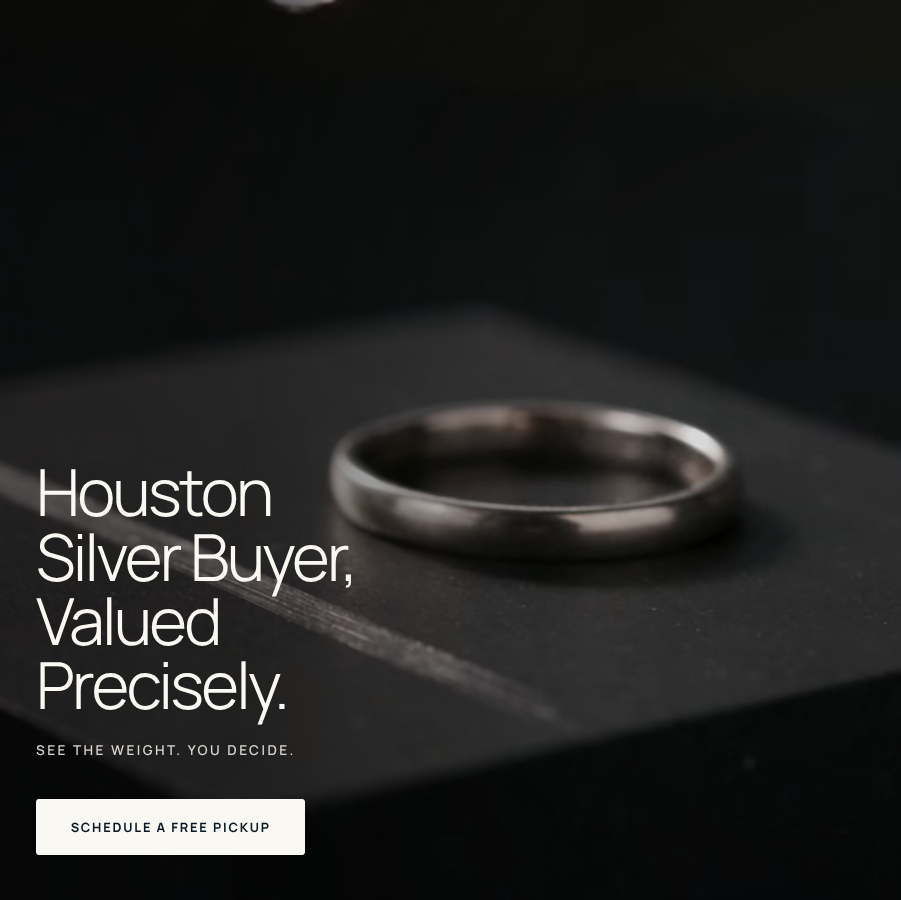 Houston
Silver Buyer,
Valued
Precisely.
SEE THE WEIGHT. YOU DECIDE.
SCHEDULE A FREE PICKUP